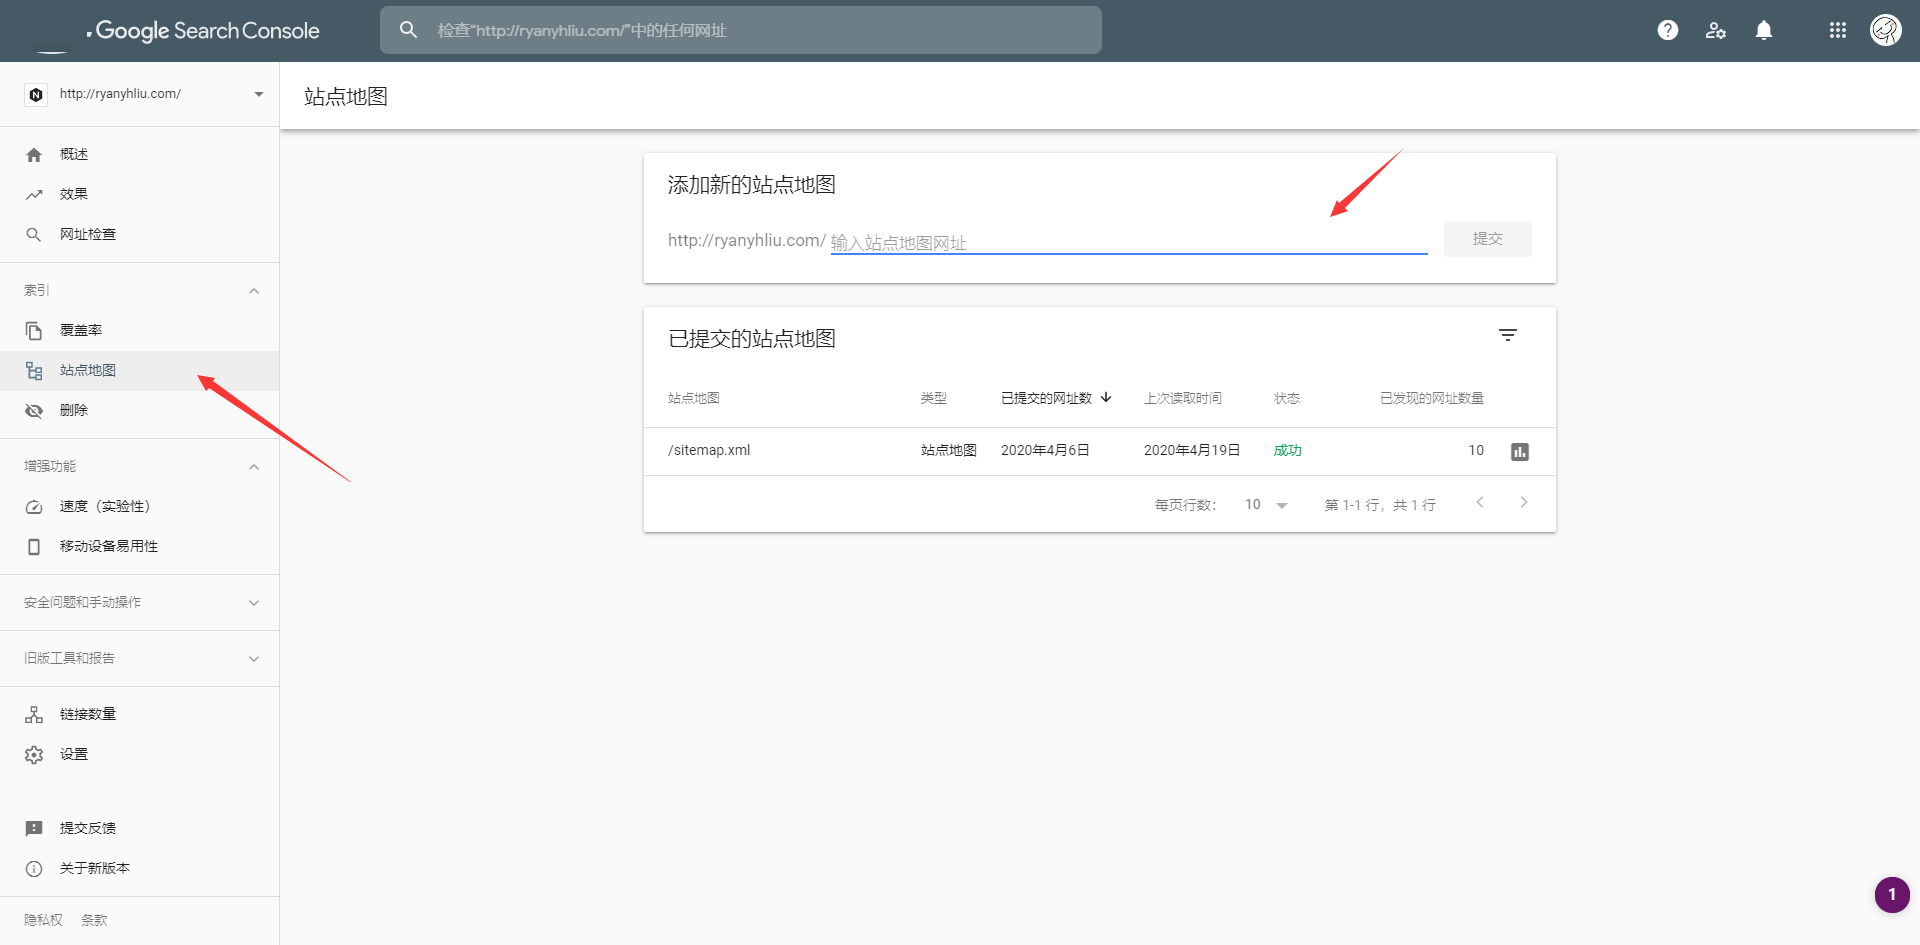 Google Search Console
检查“http://ryanyhliu.com/”中的任何网址
http://ryanyhliu.com/
概述
效果
网址检查
索引
覆盖率
站点地图
删除
增强功能
速度（实验性）
移动设备易用性
安全问题和手动操作
旧版工具和报告
链接数量
设置
提交反馈
关于新版本
隐私权 条款
站点地图
添加新的站点地图
http://ryanyhliu.com/ 输入站点地图网址 提交
已提交的站点地图
站点地图 类型 已提交的网址数 上次读取时间 状态 已发现的网址数量
/sitemap.xml 站点地图 2020年4月6日 2020年4月19日 成功 10
每页行数： 10 第 1-1 行，共 1 行
1